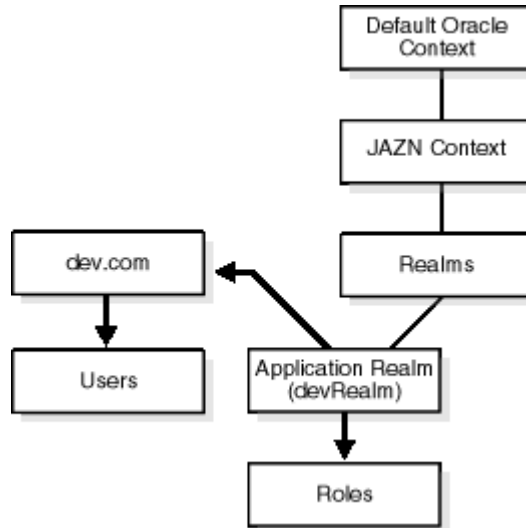 Default Oracle
Context
JAZN Context
Realms
dev.com
Users
Application Realm
(devRealm)
Roles